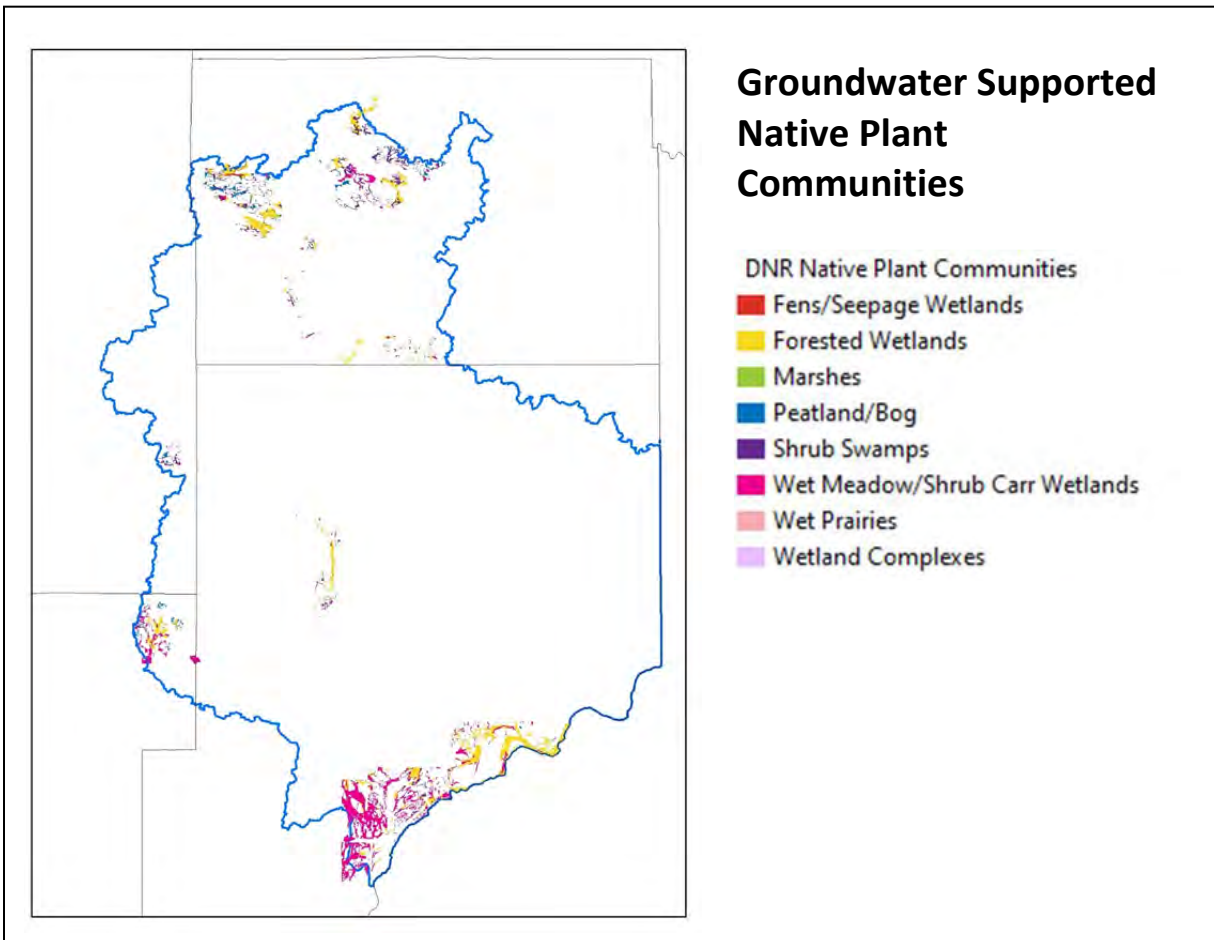 Groundwater Supported
Native Plant
Communities
DNR Native Plant Communities
Fens/Seepage Wetlands
Forested Wetlands
Marshes
Peatland/Bog
Shrub Swamps
Wet Meadow/Shrub Carr Wetlands
Wet Prairies
Wetland Complexes